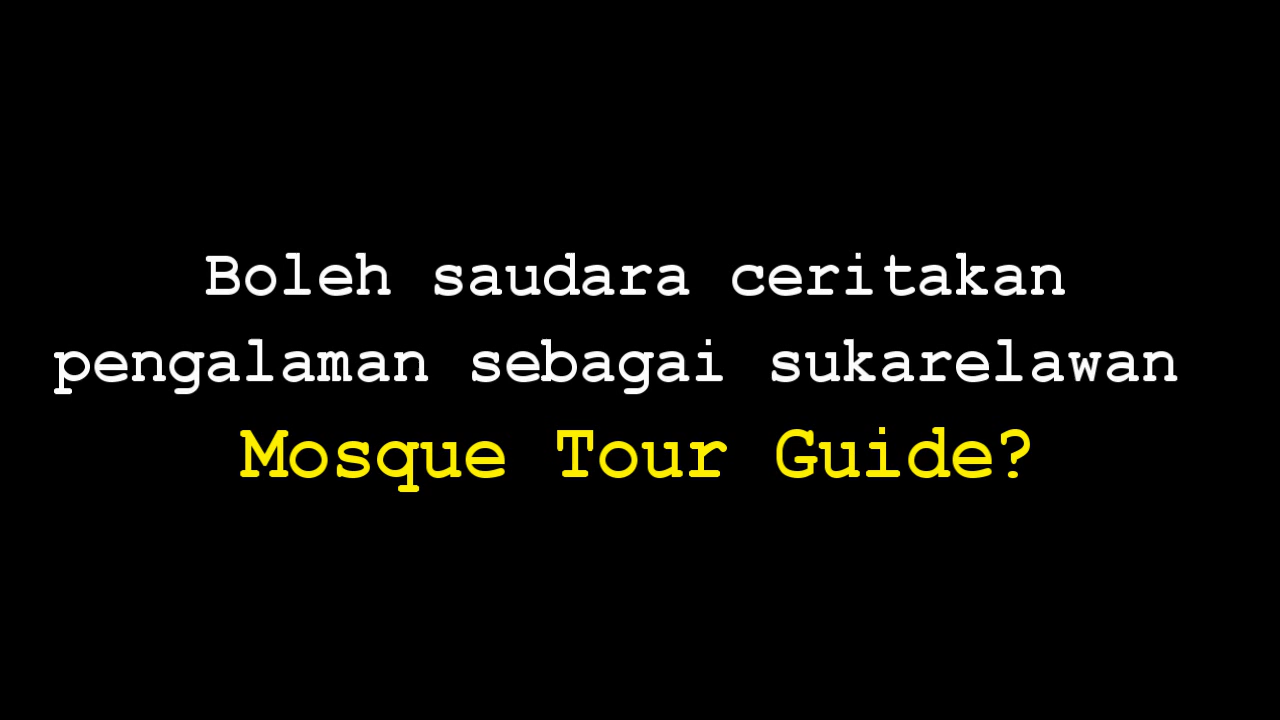 Boleh saudara ceritakan
pengalaman sebagai sukarelawan
Mosque Tour Guide?